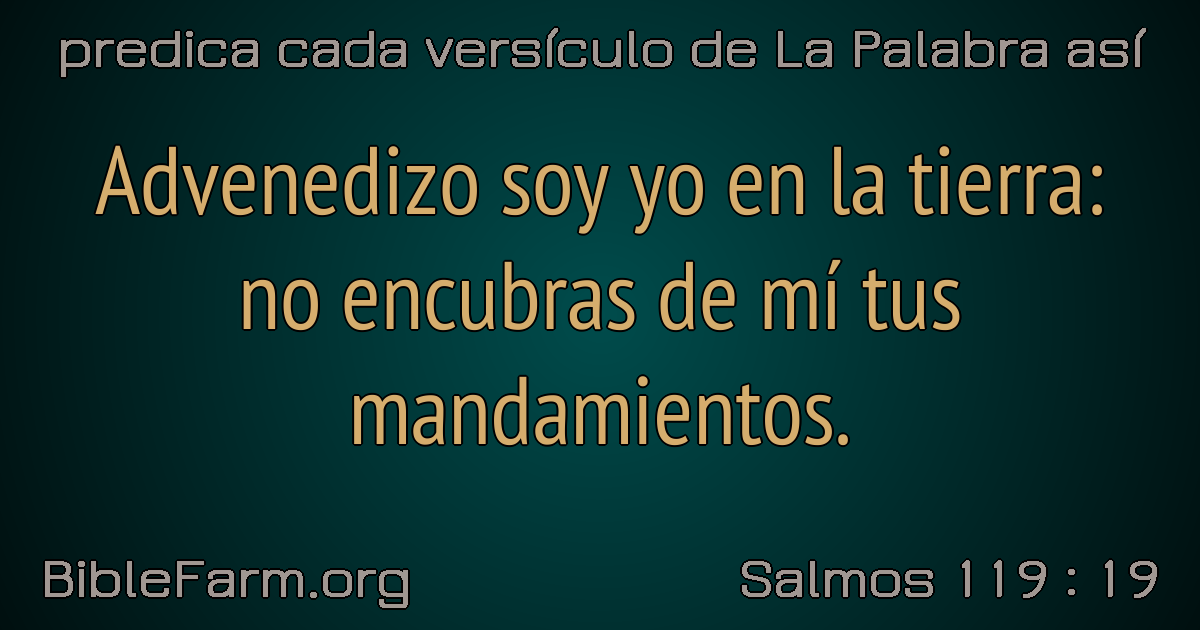 predica cada versículo de La Palabra así
Advenedizo soy yo en la tierra:
no encubras de mí tus
mandamientos.
BibleFarm.org
Salmos 119 : 19